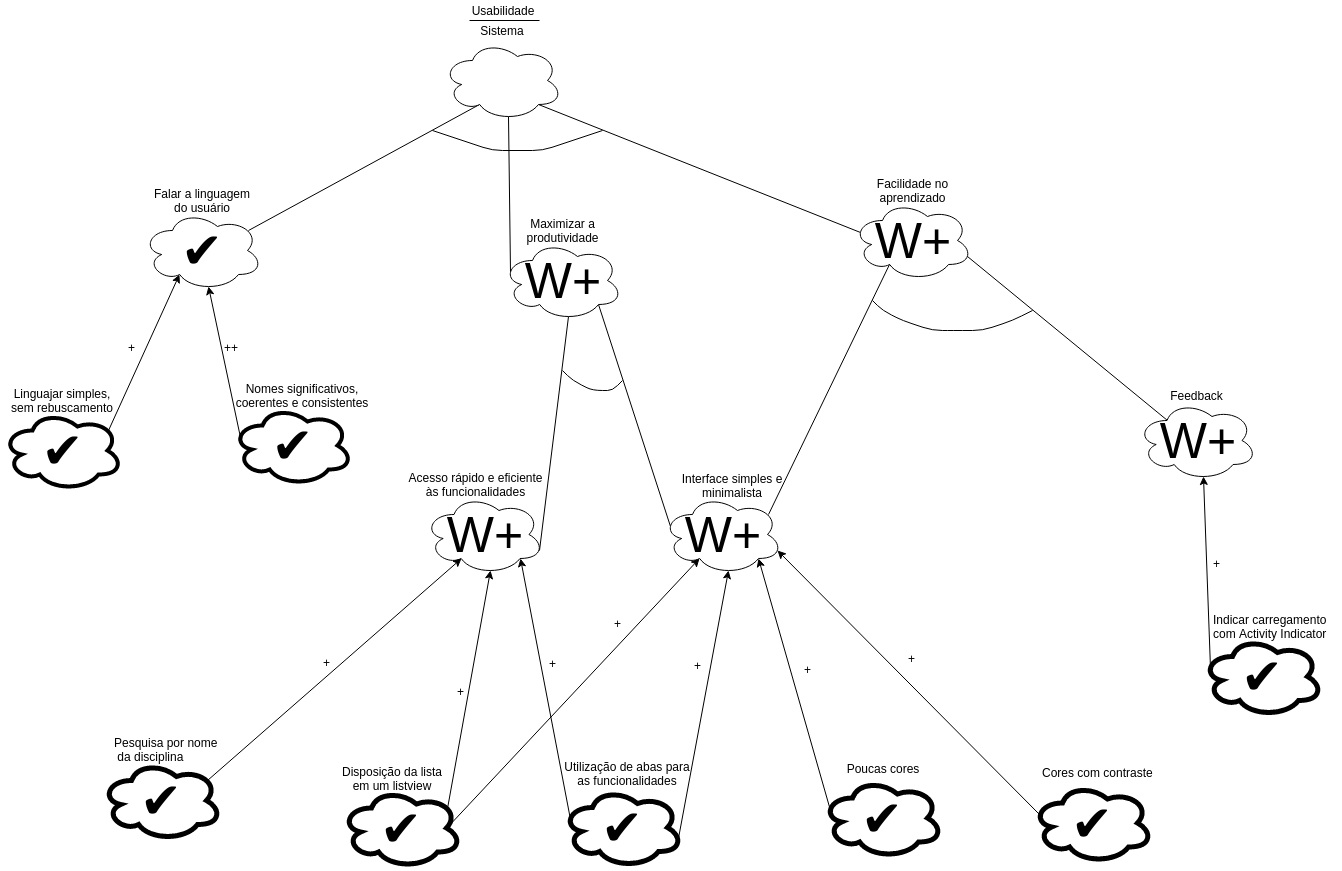 Usabilidade
Sistema
Falar a linguagem
do usuário
✔
Maximizar a
produtividade
W+
Facilidade no
aprendizado
W+
+
++
Linguajar simples,
sem rebuscamento
✔
Nomes significativos,
coerentes e consistentes
✔
Feedback
W+
Acesso rápido e eficiente
às funcionalidades
W+
Interface simples e
minimalista
W+
+
+
+
+
+
+
+
+
Indicar carregamento
com Activity Indicator
✔
Pesquisa por nome
da disciplina
✔
Disposição da lista
em um listview
✔
Utilização de abas para
as funcionalidades
✔
Poucas cores
✔
Cores com contraste
✔